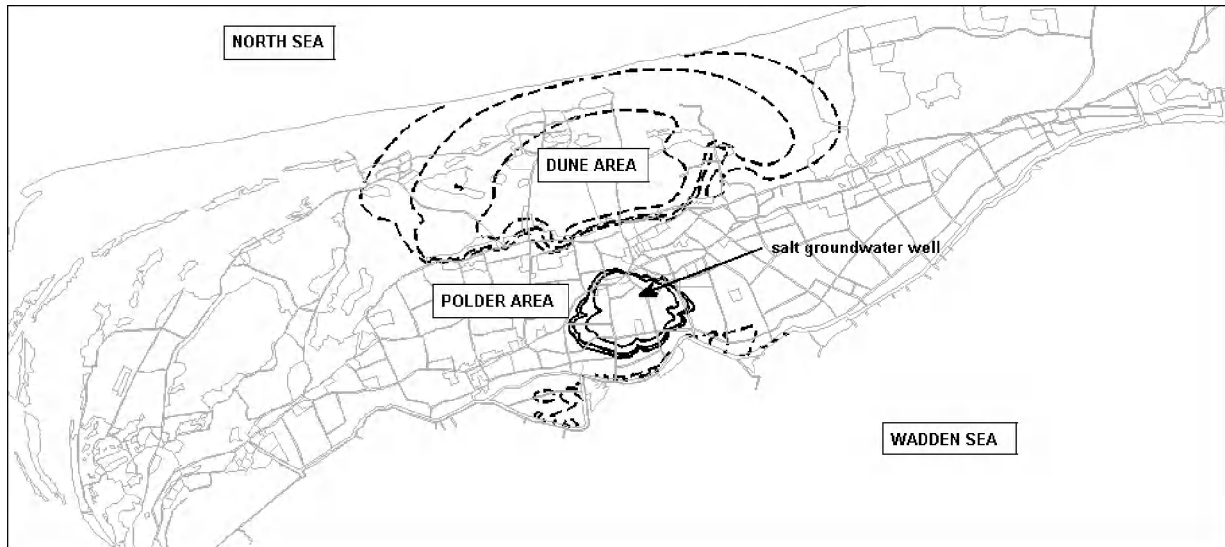 NORTH SEA
DUNE AREA
salt groundwater well
POLDER AREA
WADDEN SEA